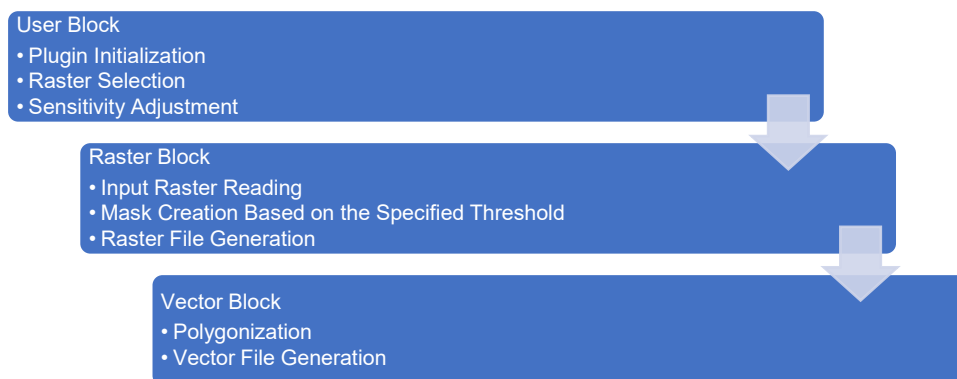 User Block
• Plugin Initialization
• Raster Selection
• Sensitivity Adjustment
Raster Block
• Input Raster Reading
• Mask Creation Based on the Specified Threshold
• Raster File Generation
Vector Block
• Polygonization
• Vector File Generation